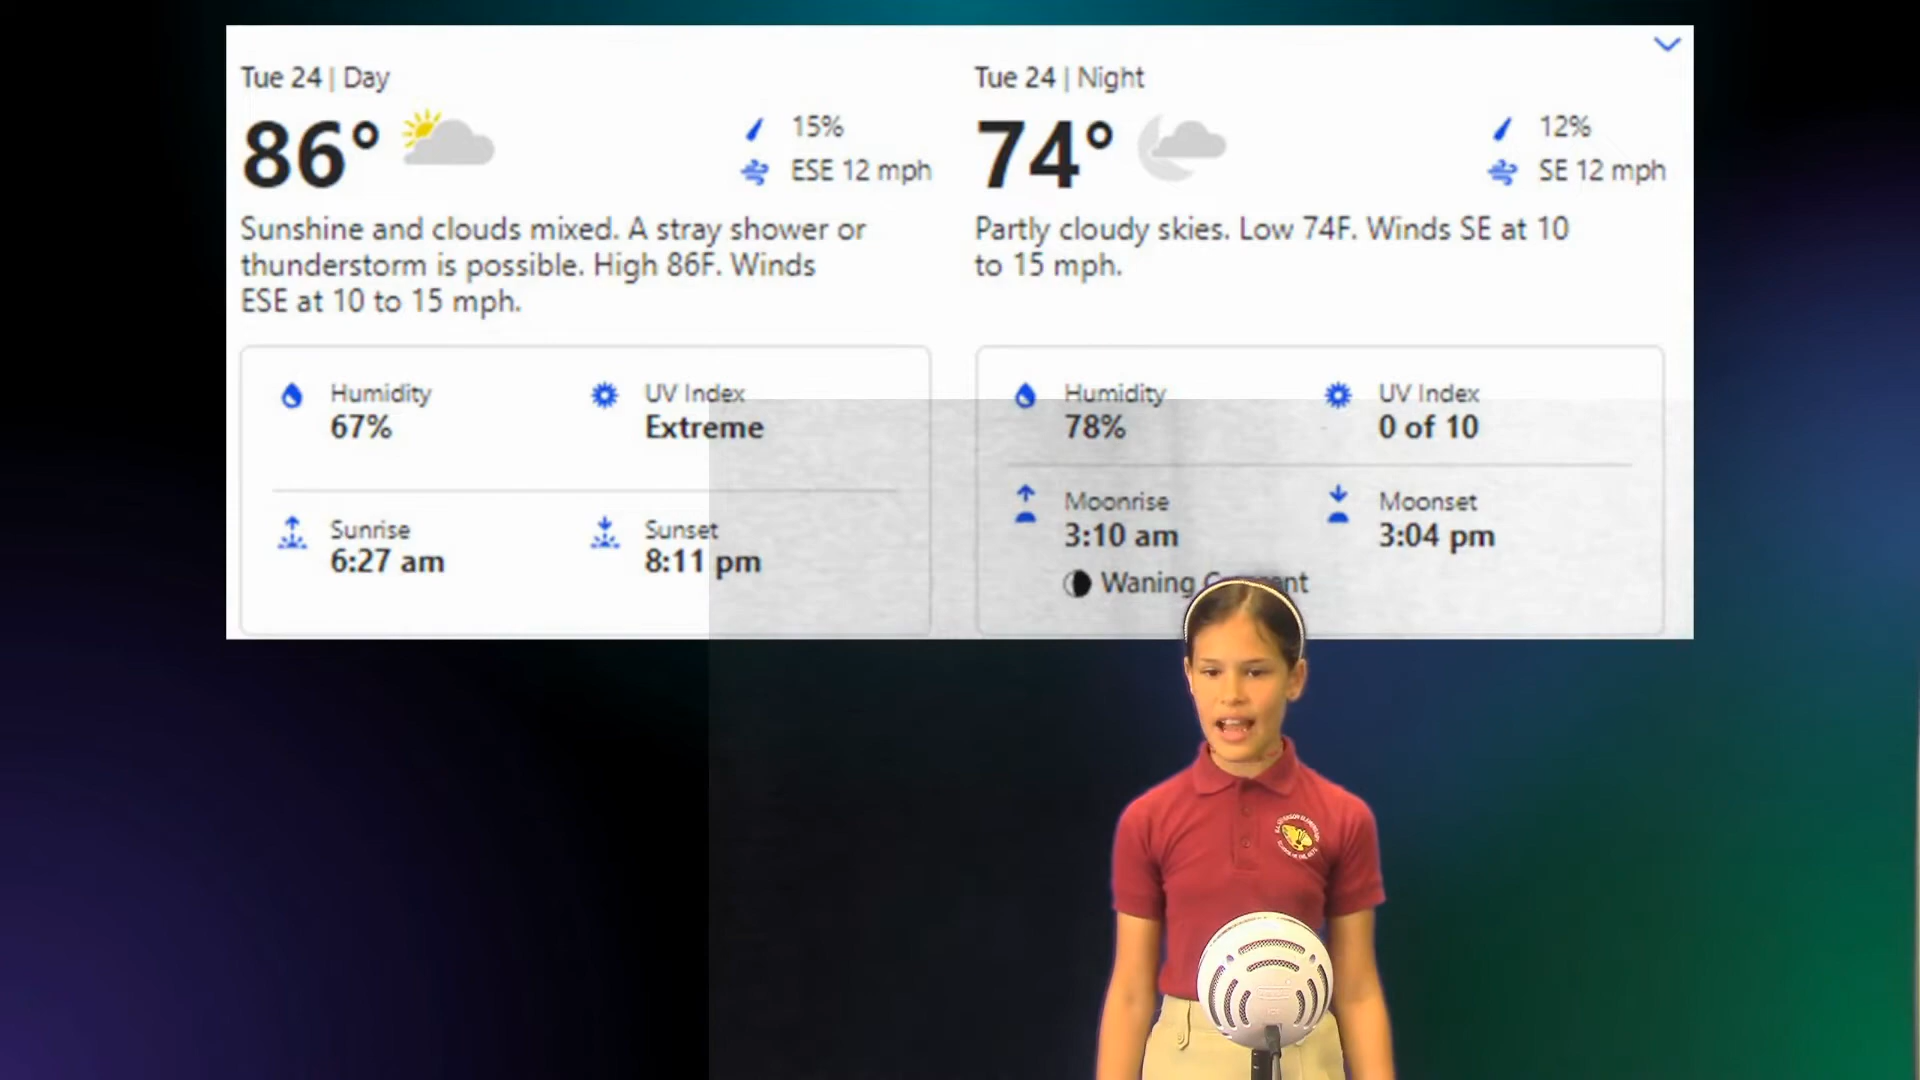 Tue 24 | Day
86°
15%
ESE 12 mph
Sunshine and clouds mixed. A stray shower or
thunderstorm is possible. High 86F. Winds
ESE at 10 to 15 mph.
Humidity
67%
UV Index
Extreme
Sunrise
6:27 am
Sunset
8:11 pm
Tue 24 | Night
74°
12%
SE 12 mph
Partly cloudy skies. Low 74F. Winds SE at 10
to 15 mph.
Humidity
78%
UV Index
0 of 10
Moonrise
3:10 am
Moonset
3:04 pm
Waning